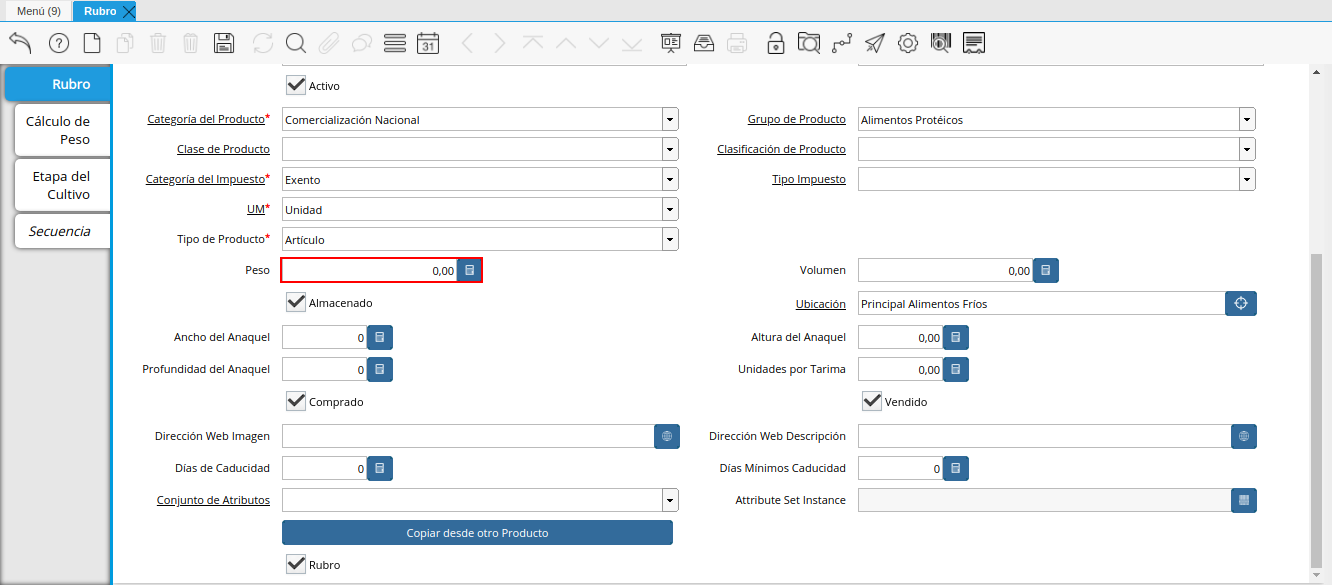 Menú (9)
Rubro
31
Rubro
Cálculo de
Peso
Etapa del
Cultivo
Secuencia
Activo
Categoría del Producto* Comercialización Nacional Grupo de Producto Alimentos Protéicos
Clase de Producto Clasificación de Producto
Categoría del Impuesto* Exento Tipo Impuesto
UM* Unidad
Tipo de Producto* Artículo
Peso 0,00 Volumen 0,00
Almacenado Ubicación Principal Alimentos Fríos
Ancho del Anaquel 0 Altura del Anaquel 0,00
Profundidad del Anaquel 0 Unidades por Tarima 0,00
Comprado Vendido
Dirección Web Imagen Dirección Web Descripción
Días de Caducidad 0 Días Mínimos Caducidad 0
Conjunto de Atributos Attribute Set Instance
Copiar desde otro Producto
Rubro